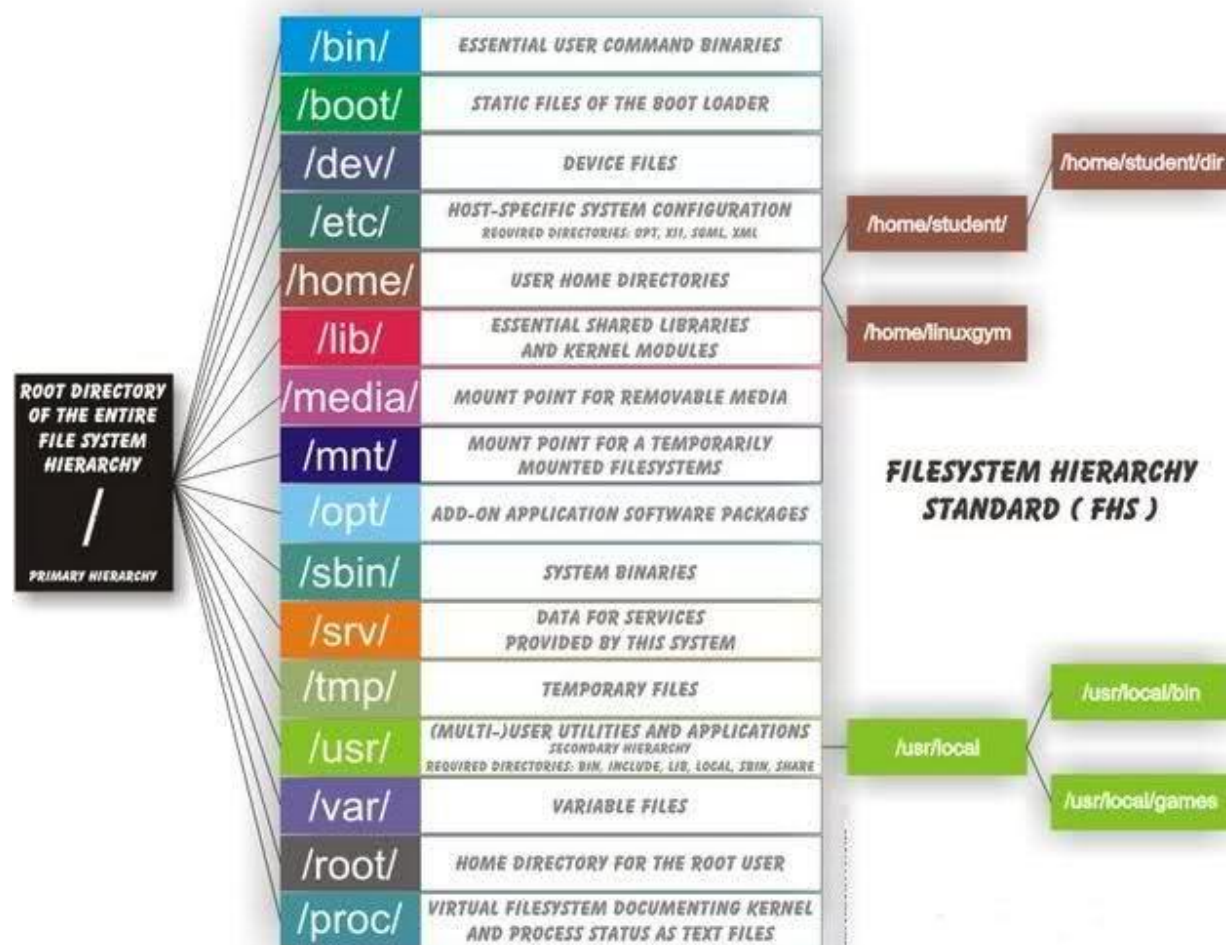 ROOT DIRECTORY
OF THE ENTIRE
FILE SYSTEM
HIERARCHY
/
PRIMARY HIERARCHY
/bin/
ESSENTIAL USER COMMAND BINARIES
/boot/
STATIC FILES OF THE BOOT LOADER
/dev/
DEVICE FILES
/etc/
HOST-SPECIFIC SYSTEM CONFIGURATION
REQUIRED DIRECTORIES: OPT, X11, SGML, XML
/home/
USER HOME DIRECTORIES
/lib/
ESSENTIAL SHARED LIBRARIES
AND KERNEL MODULES
/media/
MOUNT POINT FOR REMOVABLE MEDIA
/mnt/
MOUNT POINT FOR A TEMPORARILY
MOUNTED FILESYSTEMS
/opt/
ADD-ON APPLICATION SOFTWARE PACKAGES
/sbin/
SYSTEM BINARIES
/srv/
DATA FOR SERVICES
PROVIDED BY THIS SYSTEM
/tmp/
TEMPORARY FILES
/usr/
(MULTI-)USER UTILITIES AND APPLICATIONS
SECONDARY HIERARCHY
REQUIRED DIRECTORIES: BIN, INCLUDE, LIB, LOCAL, SBIN, SHARE
/var/
VARIABLE FILES
/root/
HOME DIRECTORY FOR THE ROOT USER
/proc/
VIRTUAL FILESYSTEM DOCUMENTING KERNEL
AND PROCESS STATUS AS TEXT FILES
/home/student/
/home/student/dir
/home/linuxgym
FILESYSTEM HIERARCHY
STANDARD ( FHS )
/usr/local
/usr/local/bin
/usr/local/games